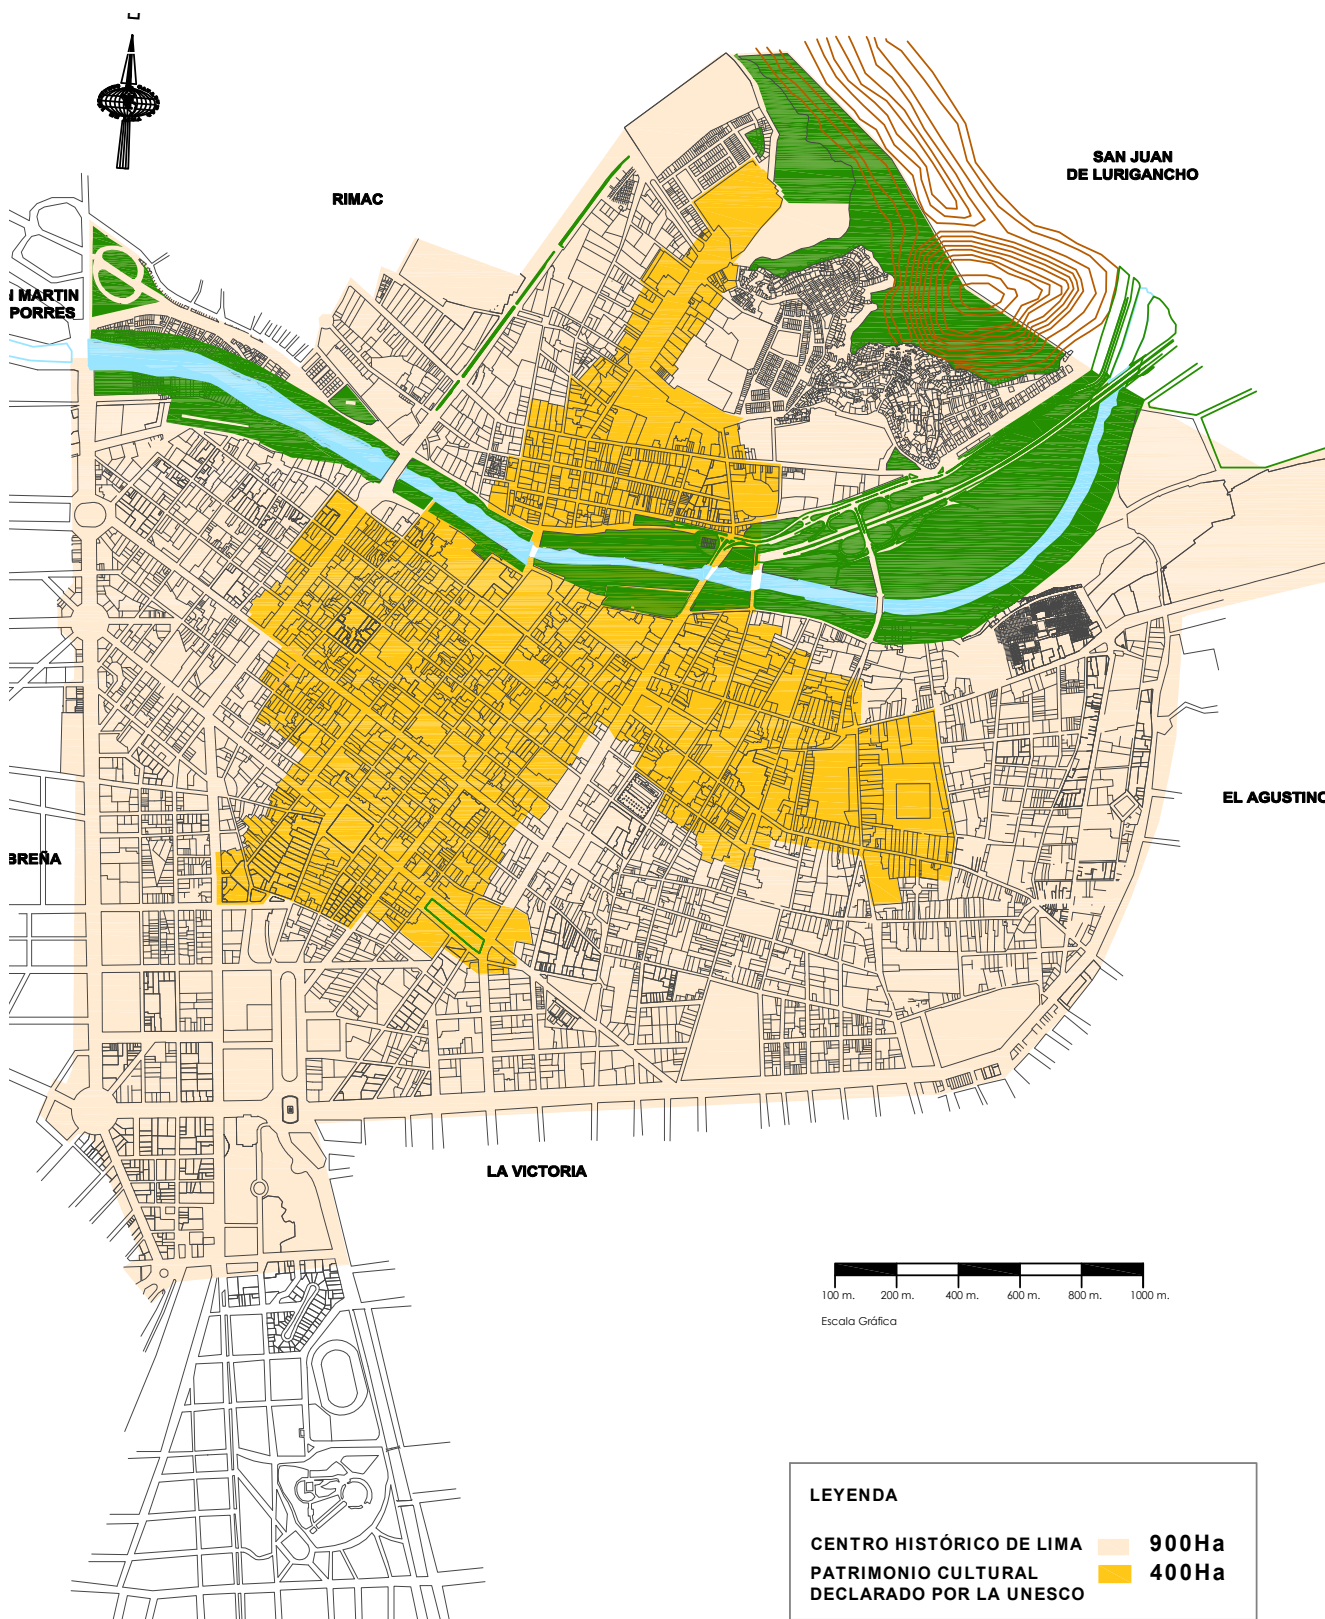 SAN JUAN
DE LURIGANCHO
RIMAC
MARTIN
PORRES
EL AGUSTINO
BREÑA
LA VICTORIA
100 m. 200 m. 400 m. 600 m. 800 m. 1000 m.
Escala Gráfica
LEYENDA
CENTRO HISTÓRICO DE LIMA 900Ha
PATRIMONIO CULTURAL 400Ha
DECLARADO POR LA UNESCO